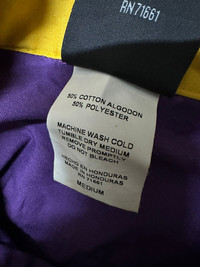 RN71661
50% COTTON ALGODON
50% POLYESTER
MACHINE WASH COLD
TUMBLE DRY MEDIUM
REMOVE PROMPTLY
DO NOT BLEACH
HECHO EN HONDURAS
MADE IN HONDURAS
RN 71661
MEDIUM